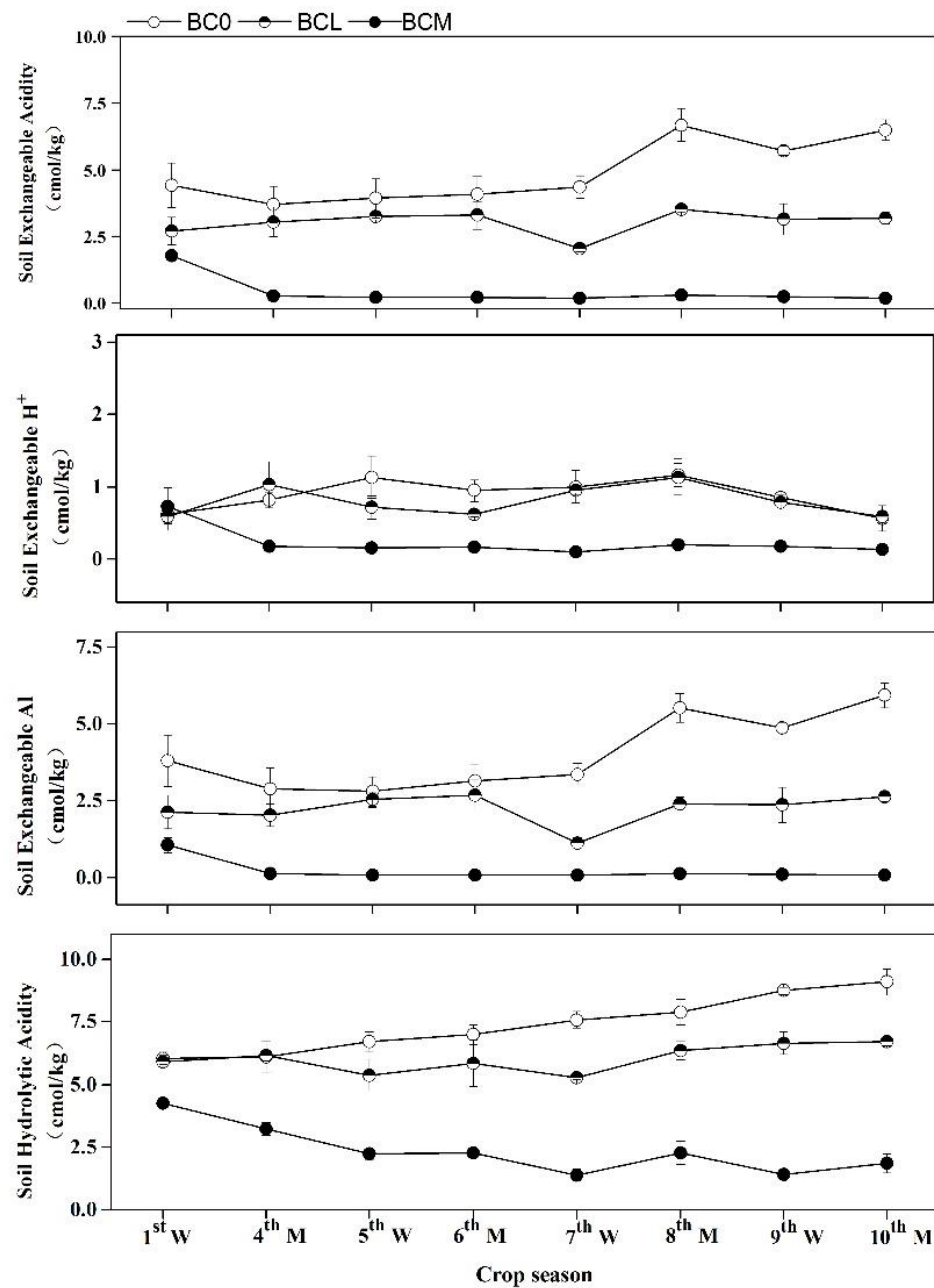 BC0 BCL BCM
Soil Exchangeable Acidity
（cmol/kg）
10.0
7.5
5.0
2.5
0.0
Soil Exchangeable H⁺
（cmol/kg）
3
2
1
0
Soil Exchangeable Al
（cmol/kg）
7.5
5.0
2.5
0.0
Soil Hydrolytic Acidity
（cmol/kg）
10.0
7.5
5.0
2.5
0.0
1st W 4th M 5th W 6th M 7th W 8th M 9th W 10th M
Crop season